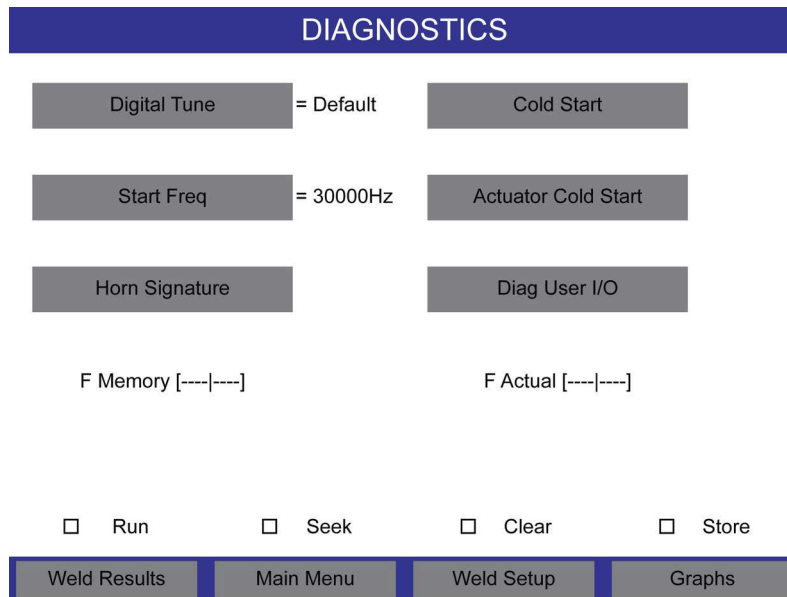 DIAGNOSTICS
Digital Tune = Default Cold Start
Start Freq = 30000Hz Actuator Cold Start
Horn Signature Diag User I/O
F Memory [----|----] F Actual [----|----]
Run Seek Clear Store
Weld Results Main Menu Weld Setup Graphs